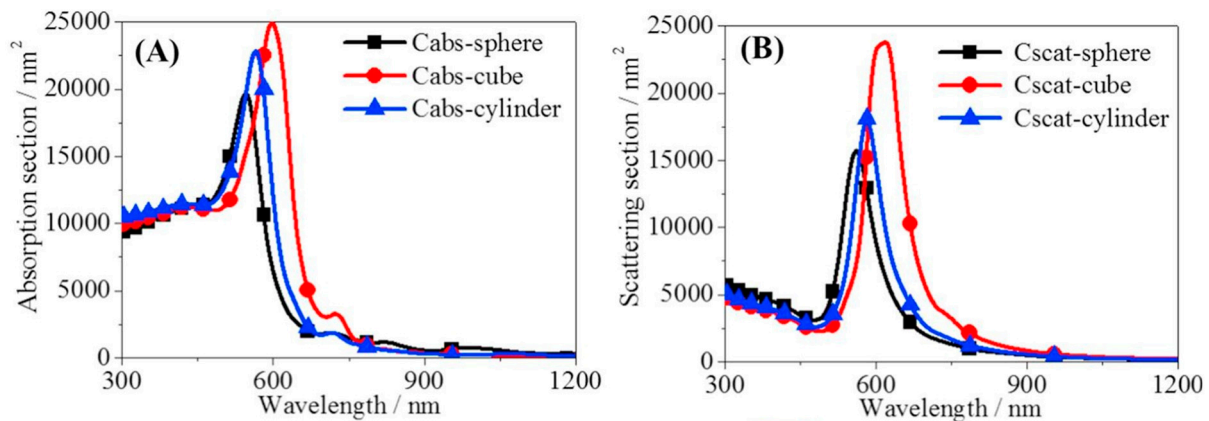 25000
20000
15000
10000
5000
0
300
600
900
1200
Absorption section / nm²
Wavelength / nm
(A)
Cabs-sphere
Cabs-cube
Cabs-cylinder
25000
20000
15000
10000
5000
0
300
600
900
1200
Scattering section / nm²
Wavelength / nm
(B)
Cscat-sphere
Cscat-cube
Cscat-cylinder